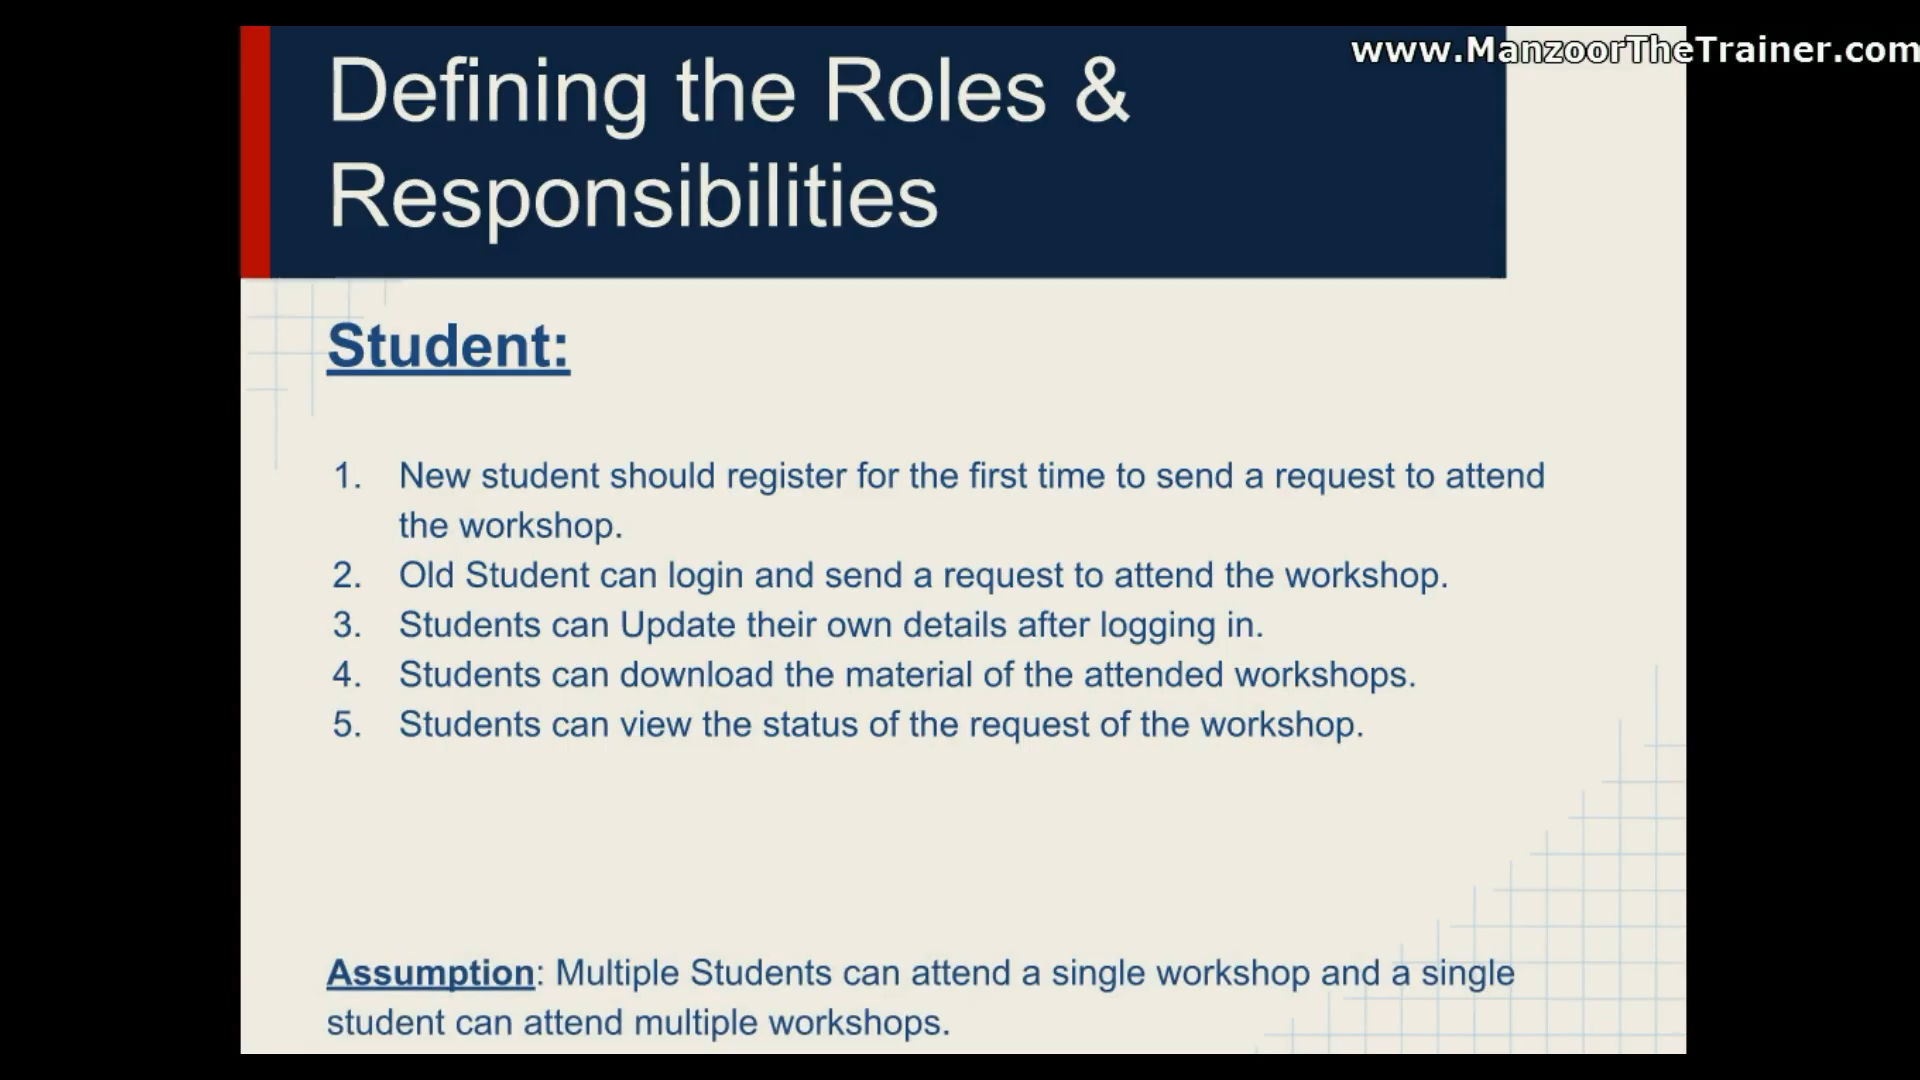 www.ManzoorTheTrainer.com
Defining the Roles &
Responsibilities
Student:
1. New student should register for the first time to send a request to attend
the workshop.
2. Old Student can login and send a request to attend the workshop.
3. Students can Update their own details after logging in.
4. Students can download the material of the attended workshops.
5. Students can view the status of the request of the workshop.
Assumption: Multiple Students can attend a single workshop and a single
student can attend multiple workshops.